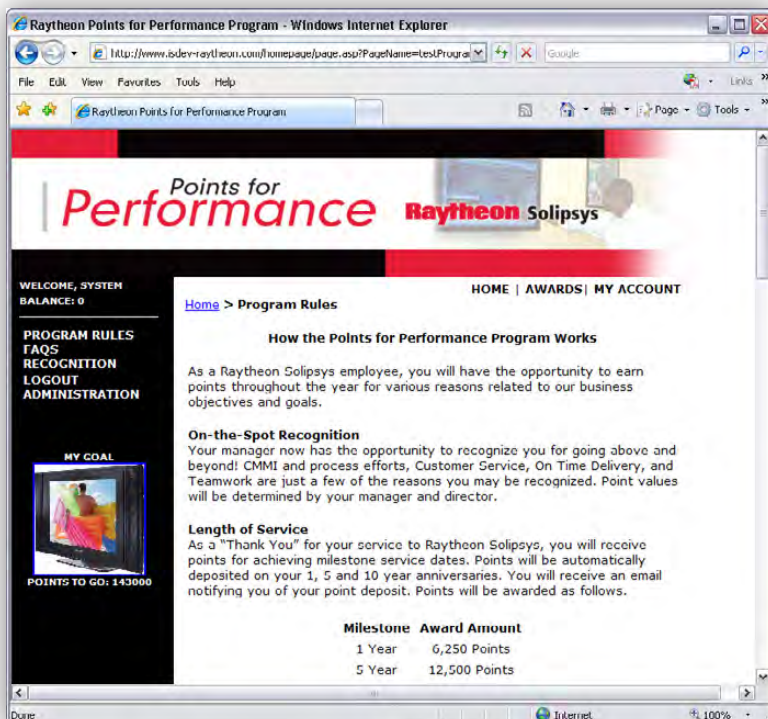 Raytheon Points for Performance Program - Windows Internet Explorer
http://www.isdev-raytheon.com/homepage/page.asp?PageName=testProgra
Google
File Edit View Favorites Tools Help
Links »
Raytheon Points for Performance Program
Page Tools »
Points for
Performance
Raytheon Solipsys
WELCOME, SYSTEM
BALANCE: 0
PROGRAM RULES
FAQS
RECOGNITION
LOGOUT
ADMINISTRATION
MY GOAL
POINTS TO GO: 143000
HOME | AWARDS| MY ACCOUNT
Home > Program Rules
How the Points for Performance Program Works
As a Raytheon Solipsys employee, you will have the opportunity to earn
points throughout the year for various reasons related to our business
objectives and goals.
On-the-Spot Recognition
Your manager now has the opportunity to recognize you for going above and
beyond! CMMI and process efforts, Customer Service, On Time Delivery, and
Teamwork are just a few of the reasons you may be recognized. Point values
will be determined by your manager and director.
Length of Service
As a “Thank You” for your service to Raytheon Solipsys, you will receive
points for achieving milestone service dates. Points will be automatically
deposited on your 1, 5 and 10 year anniversaries. You will receive an email
notifying you of your point deposit. Points will be awarded as follows.
Milestone Award Amount
1 Year 6,250 Points
5 Year 12,500 Points
Done
Internet
100%